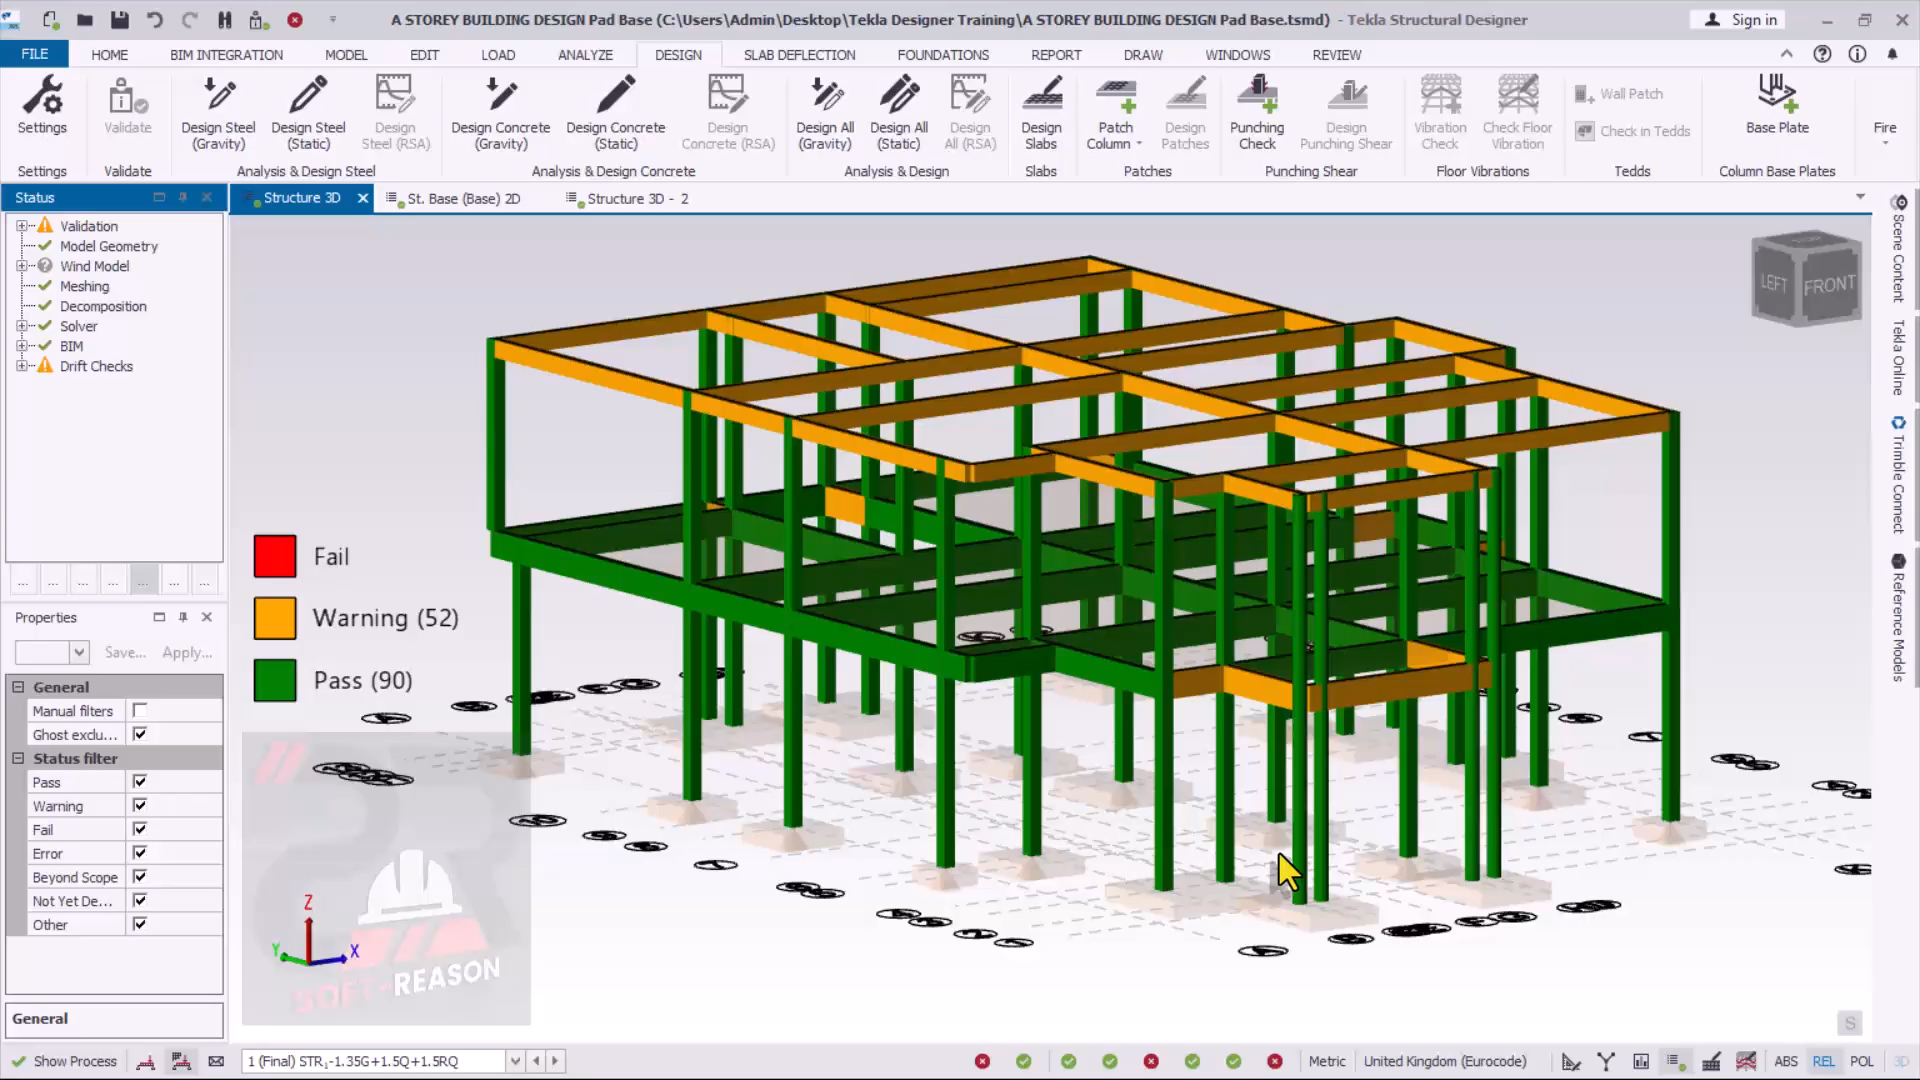 A STOREY BUILDING DESIGN Pad Base (C:\Users\Admin\Desktop\Tekla Designer Training\A STOREY BUILDING DESIGN Pad Base.tsmd) - Tekla Structural Designer
Sign in
FILE HOME BIM INTEGRATION MODEL EDIT LOAD ANALYZE DESIGN SLAB DEFLECTION FOUNDATIONS REPORT DRAW WINDOWS REVIEW
Settings
Validate
Design Steel (Gravity)
Design Steel (Static)
Design Steel (RSA)
Design Concrete (Gravity)
Design Concrete (Static)
Design Concrete (RSA)
Design All (Gravity)
Design All (Static)
Design All (RSA)
Design Slabs
Patch Column
Design Patches
Punching Check
Design Punching Shear
Vibration Check
Check Floor Vibration
Wall Patch
Check in Tedds
Base Plate
Fire
Settings Validate Analysis & Design Steel Analysis & Design Concrete Analysis & Design Slabs Patches Punching Shear Floor Vibrations Tedds Column Base Plates
Status
Structure 3D
St. Base (Base) 2D
Structure 3D - 2
Validation
Model Geometry
Wind Model
Meshing
Decomposition
Solver
BIM
Drift Checks
... ... ... ... ... ... ...
Properties
Save... Apply...
General
Manual filters
Ghost exclu...
Status filter
Pass
Warning
Fail
Error
Beyond Scope
Not Yet De...
Other
General
Fail
Warning (52)
Pass (90)
LEFT FRONT
Z
Y X
SOFT-REASON
S
Scene Content
Tekla Online
Trimble Connect
Reference Models
Show Process
1 (Final) STR₁-1.35G+1.5Q+1.5RQ
Metric United Kingdom (Eurocode) ABS REL POL 3D